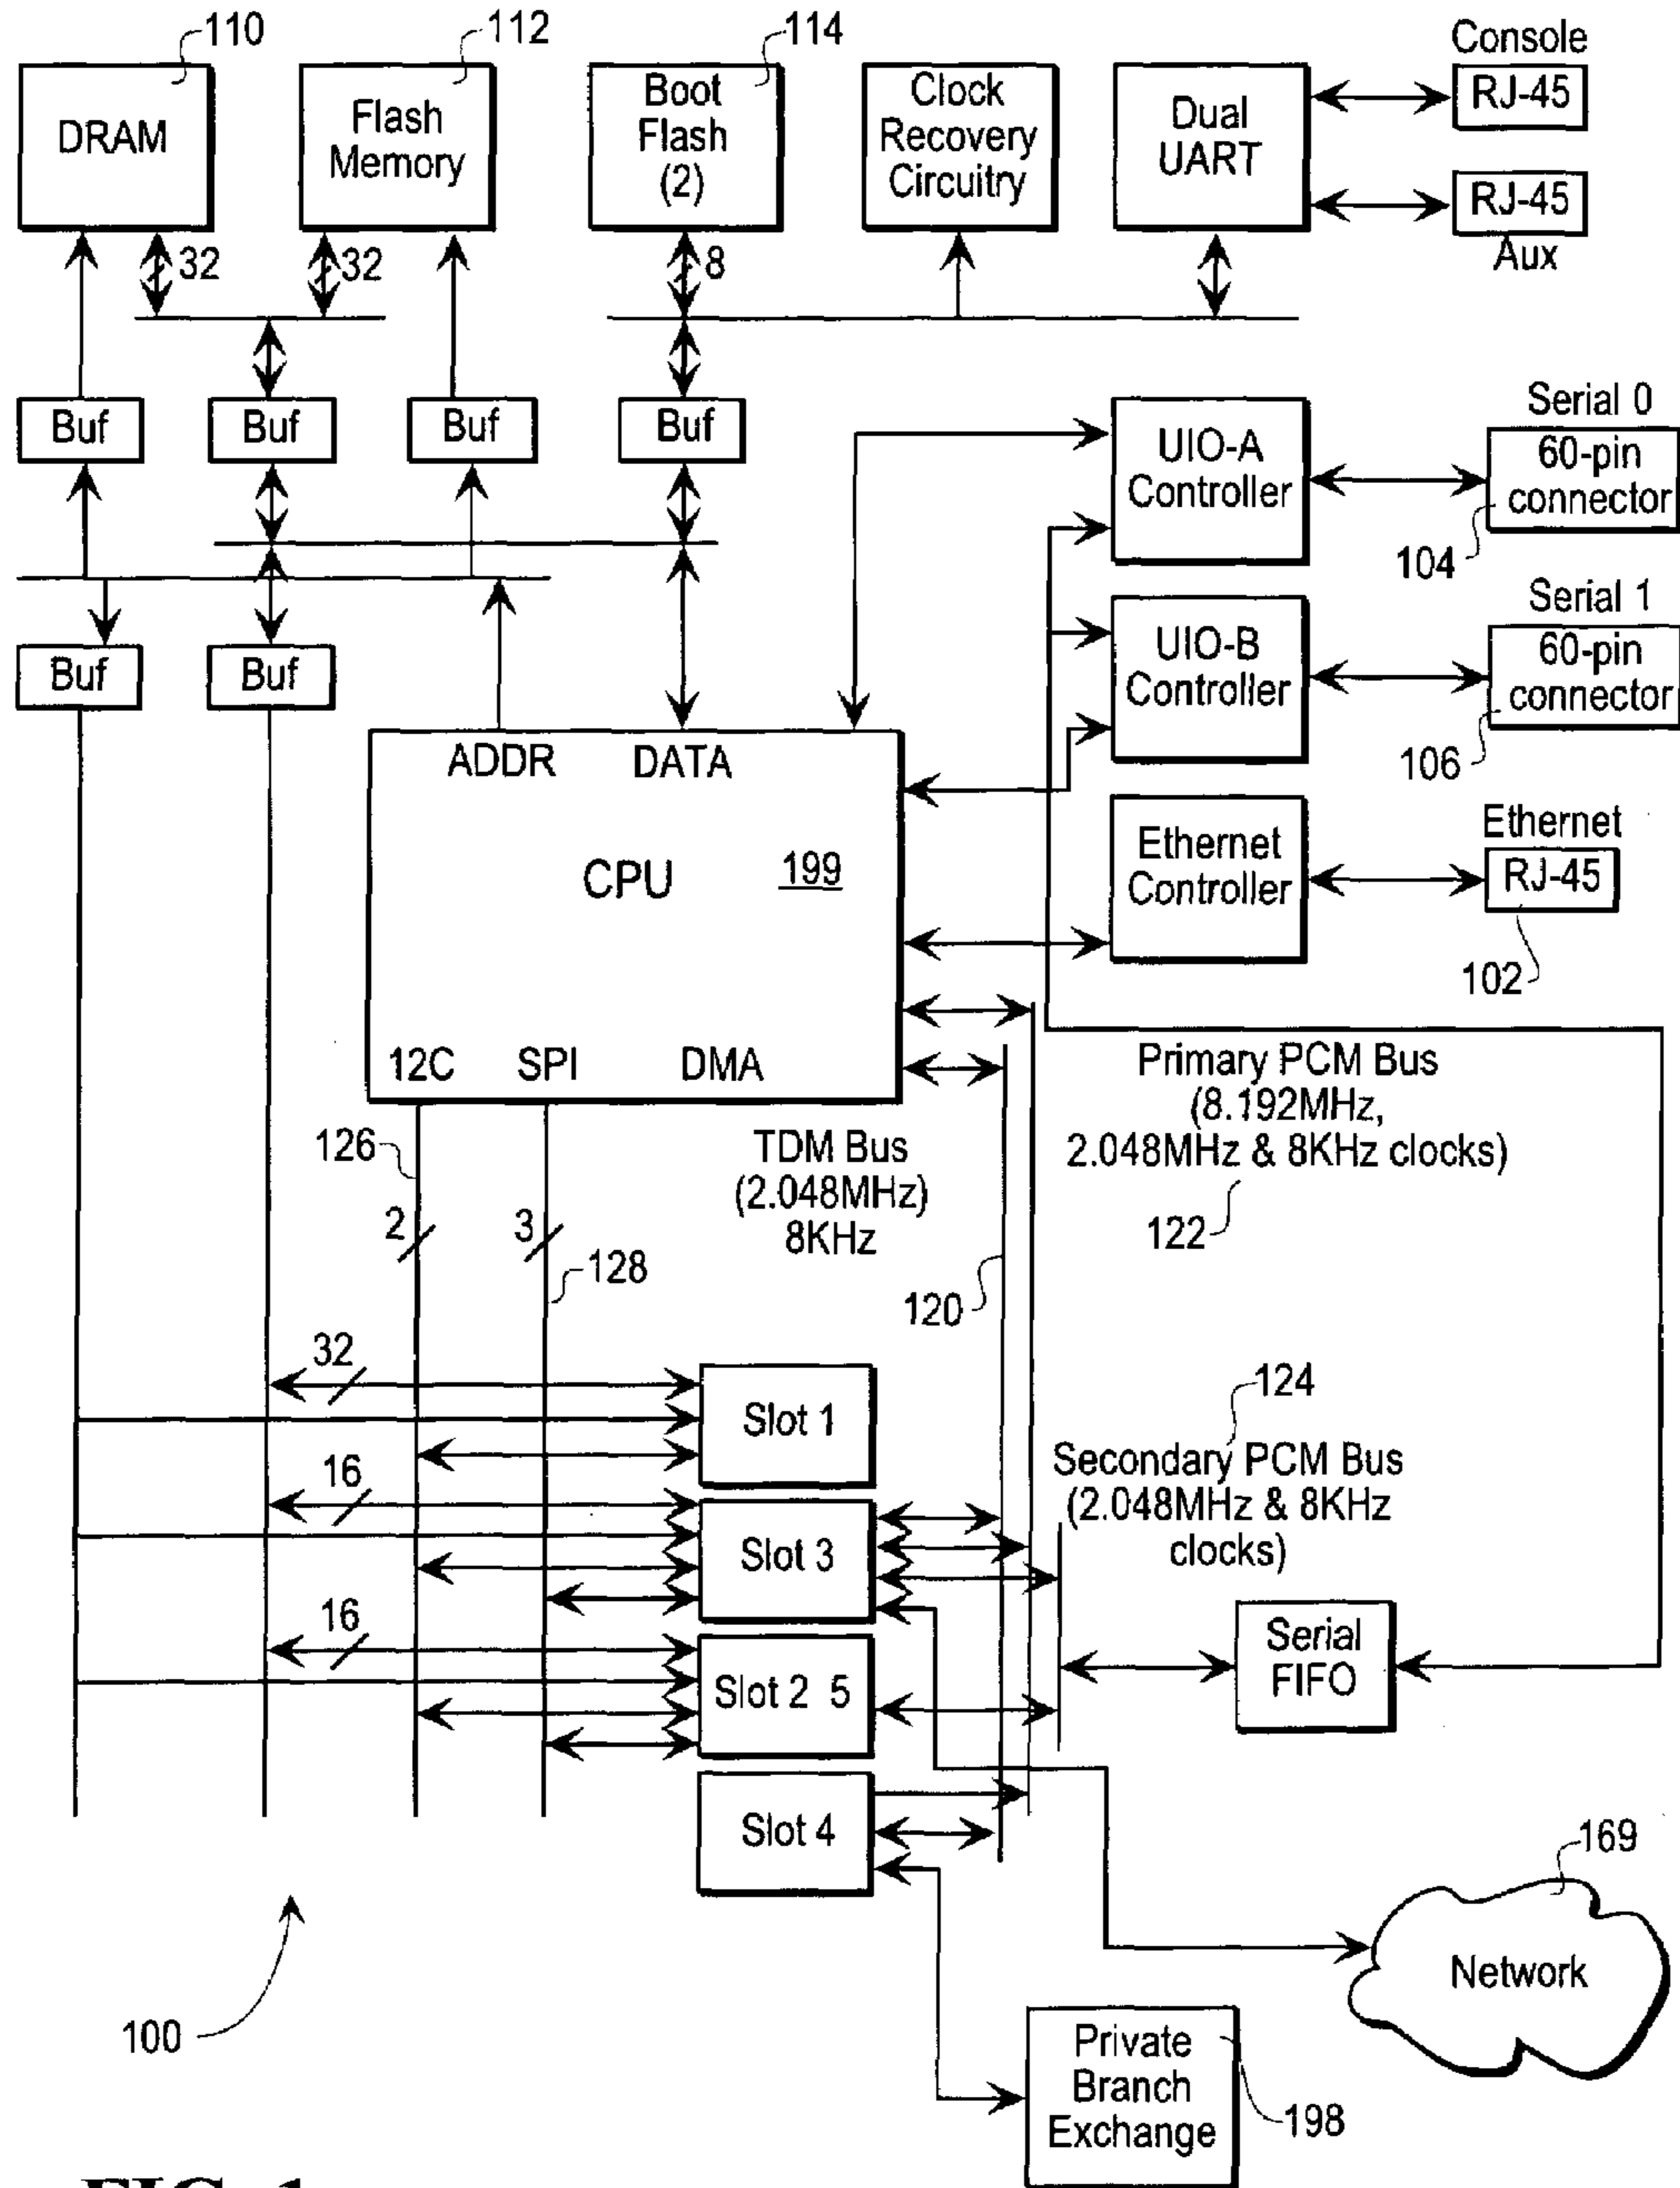 110
112
114
Console
DRAM
Flash
Memory
Boot
Flash
(2)
Clock
Recovery
Circuitry
Dual
UART
RJ-45
RJ-45
Aux
32
32
8
Buf
Buf
Buf
Buf
UIO-A
Controller
Serial 0
60-pin
connector
104
Buf
Buf
UIO-B
Controller
Serial 1
60-pin
connector
106
ADDR
DATA
CPU
199
Ethernet
Controller
Ethernet
RJ-45
102
12C
SPI
DMA
Primary PCM Bus
(8.192MHz,
2.048MHz & 8KHz clocks)
122
126
TDM Bus
(2.048MHz)
8KHz
2
3
128
120
32
Slot 1
124
Secondary PCM Bus
(2.048MHz & 8KHz
clocks)
16
Slot 3
16
Slot 2 5
Serial
FIFO
Slot 4
169
Network
100
Private
Branch
Exchange
198
FIG. 1